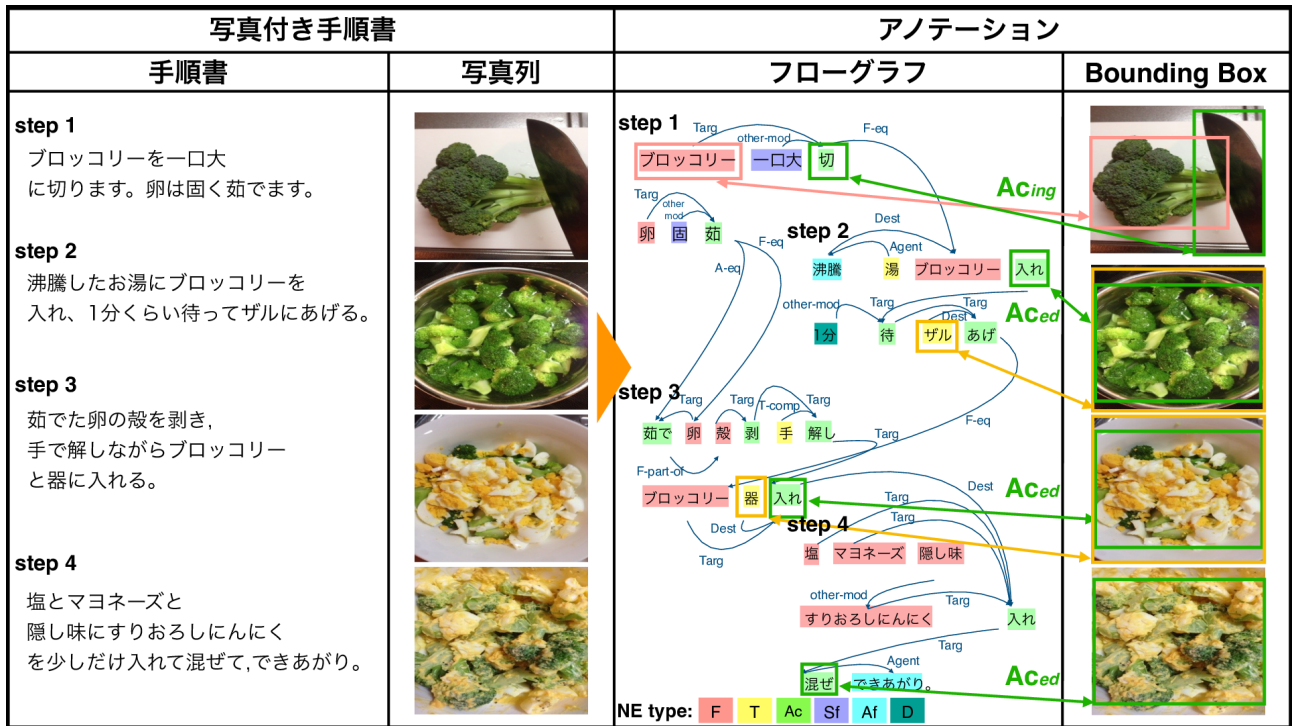 写真付き手順書
アノテーション
手順書
写真列
フローグラフ
Bounding Box
step 1
ブロッコリーを一口大
に切ります。卵は固く茹でます。
step 2
沸騰したお湯にブロッコリーを
入れ、1分くらい待ってザルにあげる。
step 3
茹でた卵の殻を剥き,
手で解しながらブロッコリー
と器に入れる。
step 4
塩とマヨネーズと
隠し味にすりおろしにんにく
を少しだけ入れて混ぜて,できあがり。
step 1
Targ
other-mod
F-eq
ブロッコリー 一口大 切
Acing
Targ
other
mod
卵 固 茹
F-eq
A-eq
step 2
Dest
Agent
沸騰 湯 ブロッコリー 入れ
other-mod
Targ
Targ
Dest
Aced
1分 待 ザル あげ
step 3
Targ
Targ
T-comp
Targ
F-eq
茹で 卵 殻 剥 手 解し
Targ
F-part-of
ブロッコリー 器 入れ
Dest
Aced
Dest
Targ
step 4
Targ
Targ
塩 マヨネーズ 隠し味
other-mod
Targ
すりおろしにんにく 入れ
Targ
Agent
混ぜ できあがり。
Aced
NE type: F T Ac Sf Af D